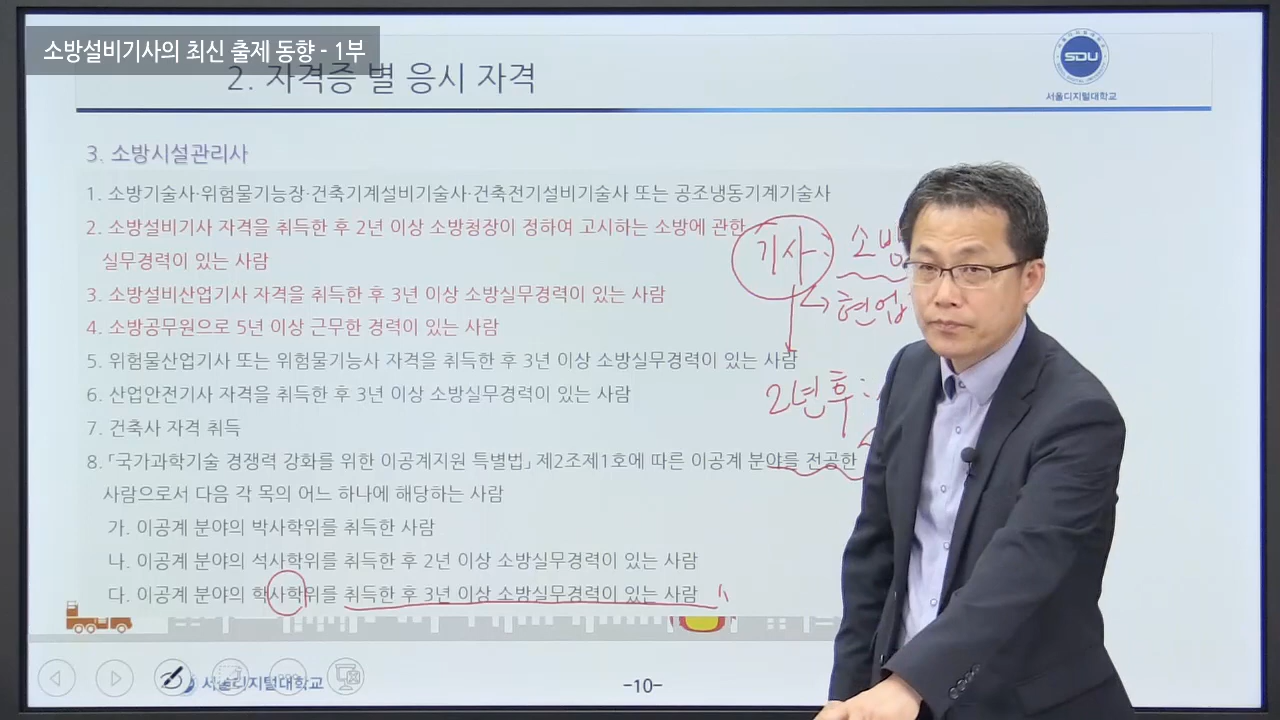 소방설비기사의 최신 출제 동향 - 1부
2. 자격증 별 응시 자격
SDU
서울디지털대학교
3. 소방시설관리사
1. 소방기술사·위험물기능장·건축기계설비기술사·건축전기설비기술사 또는 공조냉동기계기술사
2. 소방설비기사 자격을 취득한 후 2년 이상 소방청장이 정하여 고시하는 소방에 관한
실무경력이 있는 사람
3. 소방설비산업기사 자격을 취득한 후 3년 이상 소방실무경력이 있는 사람
4. 소방공무원으로 5년 이상 근무한 경력이 있는 사람
5. 위험물산업기사 또는 위험물기능사 자격을 취득한 후 3년 이상 소방실무경력이 있는 사람
6. 산업안전기사 자격을 취득한 후 3년 이상 소방실무경력이 있는 사람
7. 건축사 자격 취득
8. 「국가과학기술 경쟁력 강화를 위한 이공계지원 특별법」 제2조제1호에 따른 이공계 분야를 전공한
사람으로서 다음 각 목의 어느 하나에 해당하는 사람
가. 이공계 분야의 박사학위를 취득한 사람
나. 이공계 분야의 석사학위를 취득한 후 2년 이상 소방실무경력이 있는 사람
다. 이공계 분야의 학사학위를 취득한 후 3년 이상 소방실무경력이 있는 사람
기사 소방
현업
2년 후
서울디지털대학교
-10-